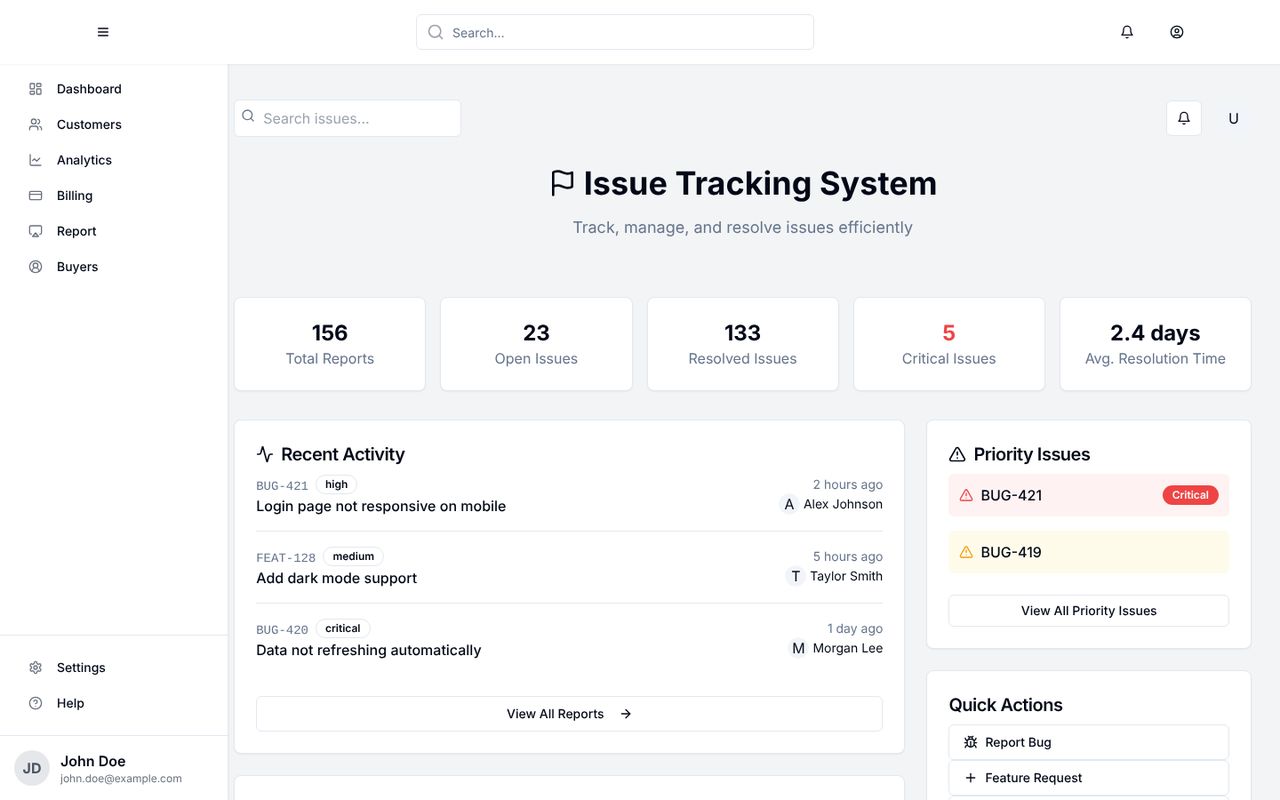 Search...
Dashboard
Customers
Analytics
Billing
Report
Buyers
Settings
Help
JD
John Doe
john.doe@example.com
Search issues...
U
Issue Tracking System
Track, manage, and resolve issues efficiently
156
Total Reports
23
Open Issues
133
Resolved Issues
5
Critical Issues
2.4 days
Avg. Resolution Time
Recent Activity
BUG-421 high 2 hours ago
Login page not responsive on mobile A Alex Johnson
FEAT-128 medium 5 hours ago
Add dark mode support T Taylor Smith
BUG-420 critical 1 day ago
Data not refreshing automatically M Morgan Lee
View All Reports
Priority Issues
BUG-421 Critical
BUG-419
View All Priority Issues
Quick Actions
Report Bug
Feature Request